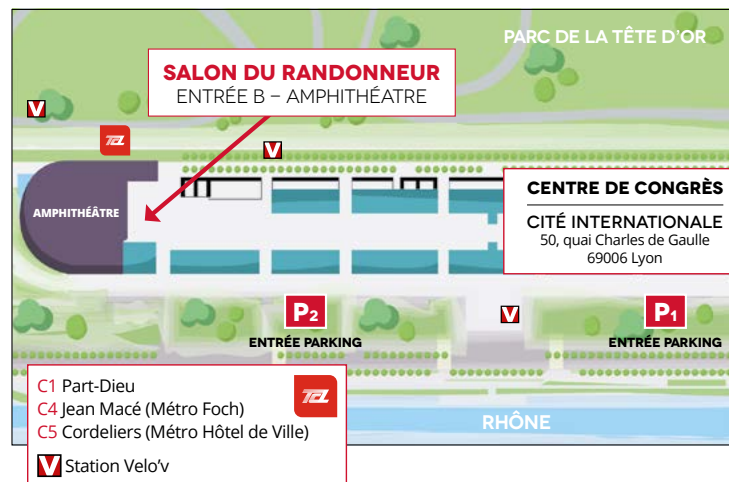 PARC DE LA TÊTE D'OR
SALON DU RANDONNEUR
ENTRÉE B – AMPHITHÉATRE
V
TCL
V
AMPHITHÉÂTRE
CENTRE DE CONGRÈS
CITÉ INTERNATIONALE
50, quai Charles de Gaulle
69006 Lyon
P2
ENTRÉE PARKING
V
P1
ENTRÉE PARKING
C1 Part-Dieu
C4 Jean Macé (Métro Foch)
C5 Cordeliers (Métro Hôtel de Ville)
TCL
V Station Velo'v
RHÔNE